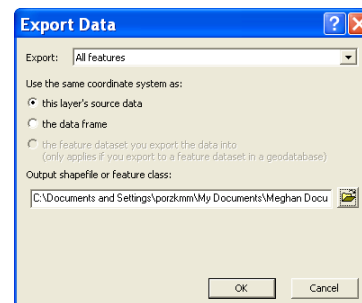 Export Data
Export: All features
Use the same coordinate system as:
this layer's source data
the data frame
the feature dataset you export the data into
(only applies if you export to a feature dataset in a geodatabase)
Output shapefile or feature class:
C:\Documents and Settings\porzkmm\My Documents\Meghan Docu
OK Cancel